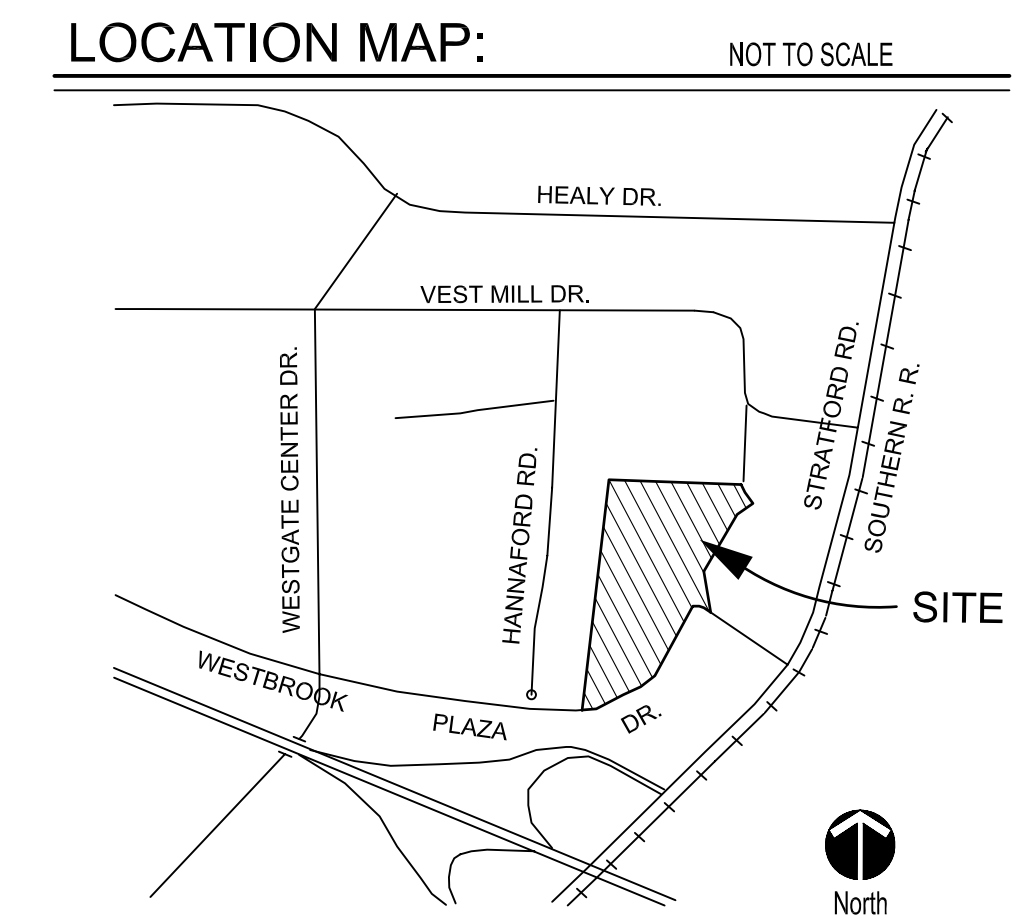 LOCATION MAP:
NOT TO SCALE
HEALY DR.
VEST MILL DR.
WESTGATE CENTER DR.
HANNAFORD RD.
STRATFORD RD.
SOUTHERN R. R.
SITE
WESTBROOK
PLAZA
DR.
North